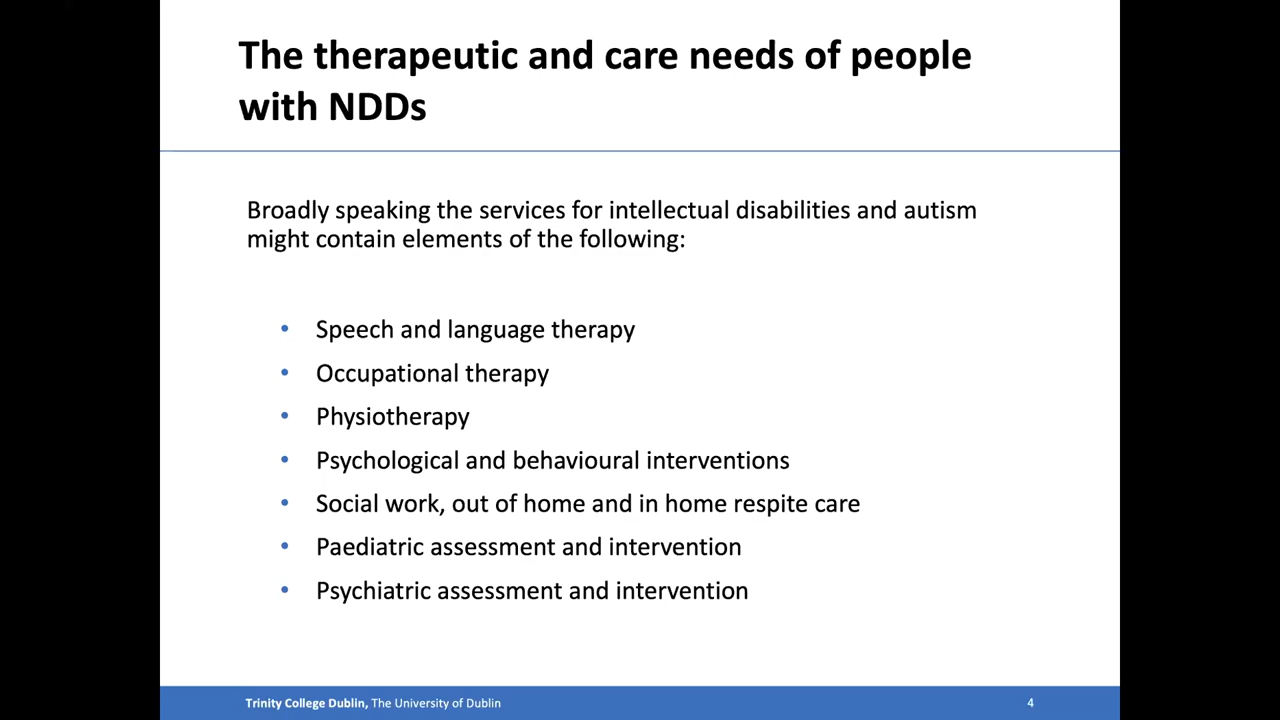 The therapeutic and care needs of people
with NDDs
Broadly speaking the services for intellectual disabilities and autism
might contain elements of the following:
• Speech and language therapy
• Occupational therapy
• Physiotherapy
• Psychological and behavioural interventions
• Social work, out of home and in home respite care
• Paediatric assessment and intervention
• Psychiatric assessment and intervention
Trinity College Dublin, The University of Dublin
4